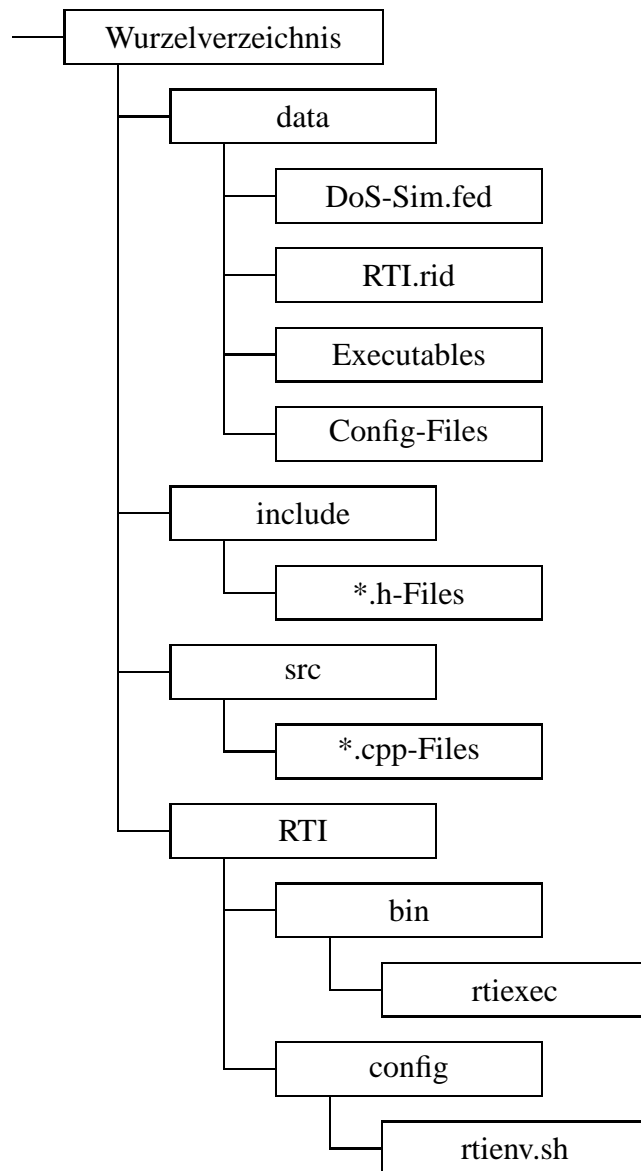 Wurzelverzeichnis
data
DoS-Sim.fed
RTI.rid
Executables
Config-Files
include
*.h-Files
src
*.cpp-Files
RTI
bin
rtiexec
config
rtienv.sh